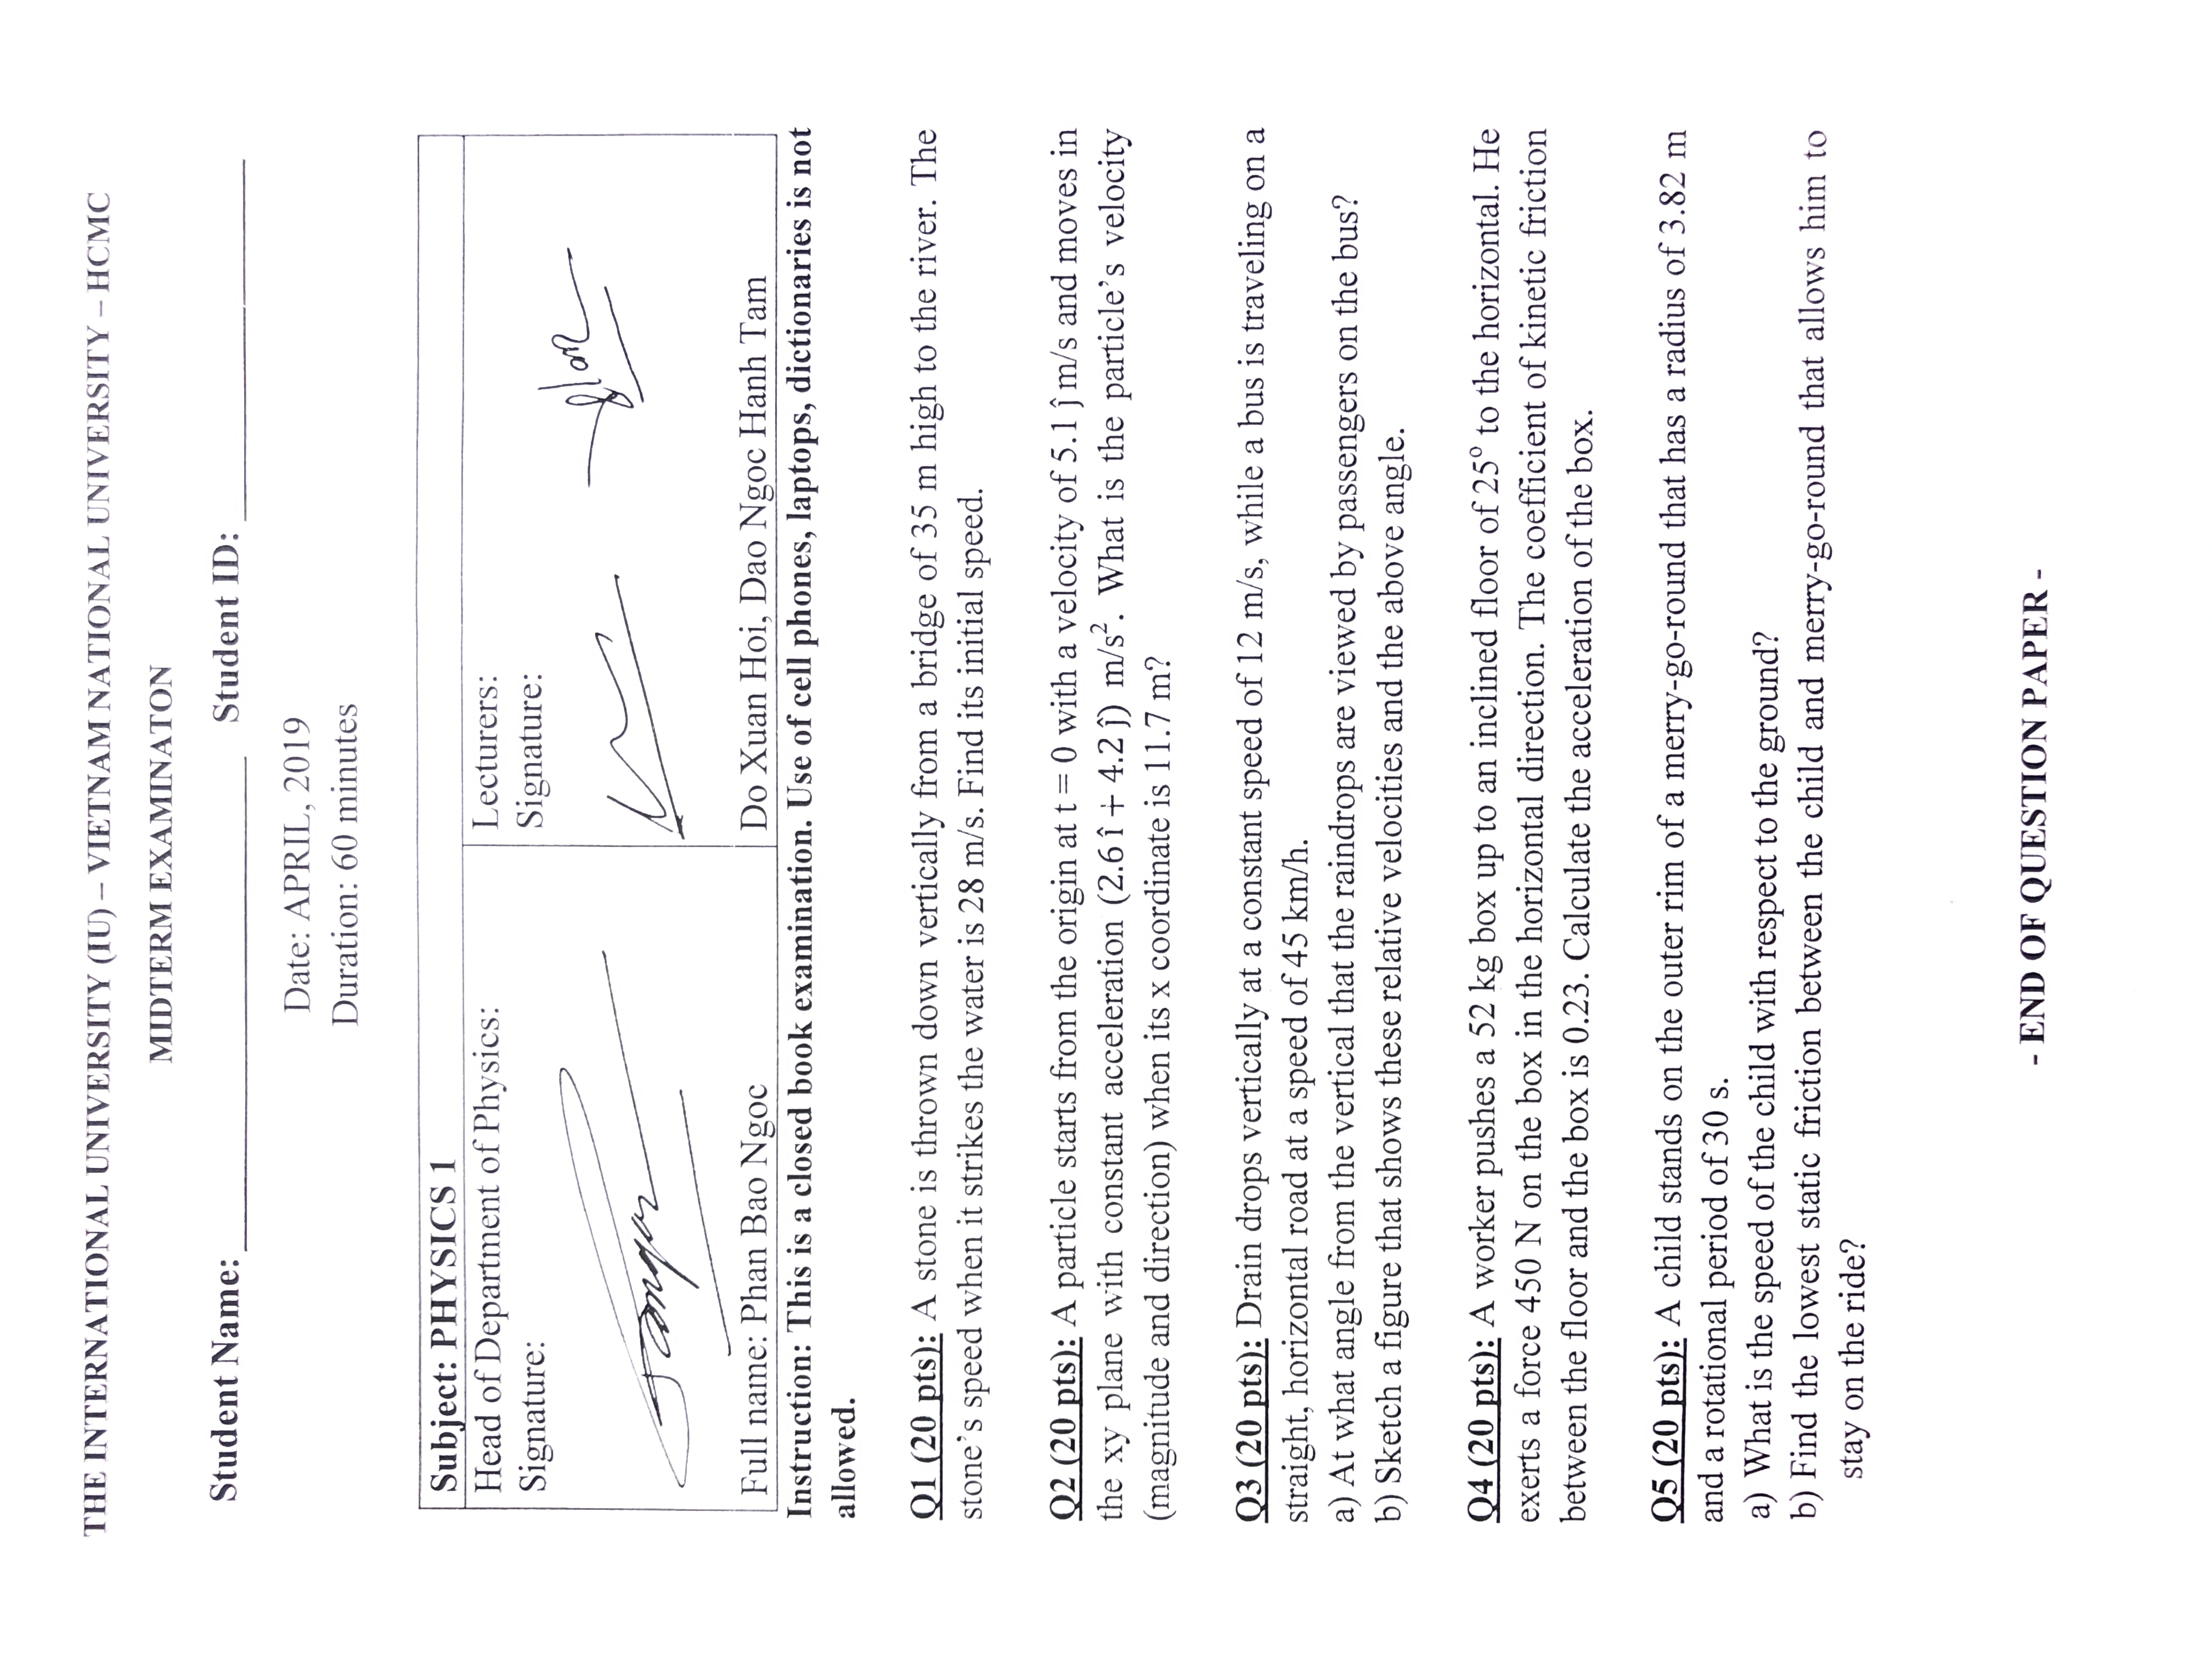 THE INTERNATIONAL UNIVERSITY (IU) – VIETNAM NATIONAL UNIVERSITY – HCMC
MIDTERM EXAMINATON
Student Name: Student ID:
Date: APRIL, 2019
Duration: 60 minutes
Subject: PHYSICS 1
Head of Department of Physics:
Signature:
Full name: Phan Bao Ngoc
Lecturers:
Signature:
Do Xuan Hoi, Dao Ngoc Hanh Tam
Instruction: This is a closed book examination. Use of cell phones, laptops, dictionaries is not
allowed.
Q1 (20 pts): A stone is thrown down vertically from a bridge of 35 m high to the river. The
stone's speed when it strikes the water is 28 m/s. Find its initial speed.
Q2 (20 pts): A particle starts from the origin at t = 0 with a velocity of 5.1 ĵ m/s and moves in
the xy plane with constant acceleration (2.6 î + 4.2 ĵ) m/s². What is the particle's velocity
(magnitude and direction) when its x coordinate is 11.7 m?
Q3 (20 pts): Drain drops vertically at a constant speed of 12 m/s, while a bus is traveling on a
straight, horizontal road at a speed of 45 km/h.
a) At what angle from the vertical that the raindrops are viewed by passengers on the bus?
b) Sketch a figure that shows these relative velocities and the above angle.
Q4 (20 pts): A worker pushes a 52 kg box up to an inclined floor of 25° to the horizontal. He
exerts a force 450 N on the box in the horizontal direction. The coefficient of kinetic friction
between the floor and the box is 0.23. Calculate the acceleration of the box.
Q5 (20 pts): A child stands on the outer rim of a merry-go-round that has a radius of 3.82 m
and a rotational period of 30 s.
a) What is the speed of the child with respect to the ground?
b) Find the lowest static friction between the child and merry-go-round that allows him to
stay on the ride?
- END OF QUESTION PAPER -